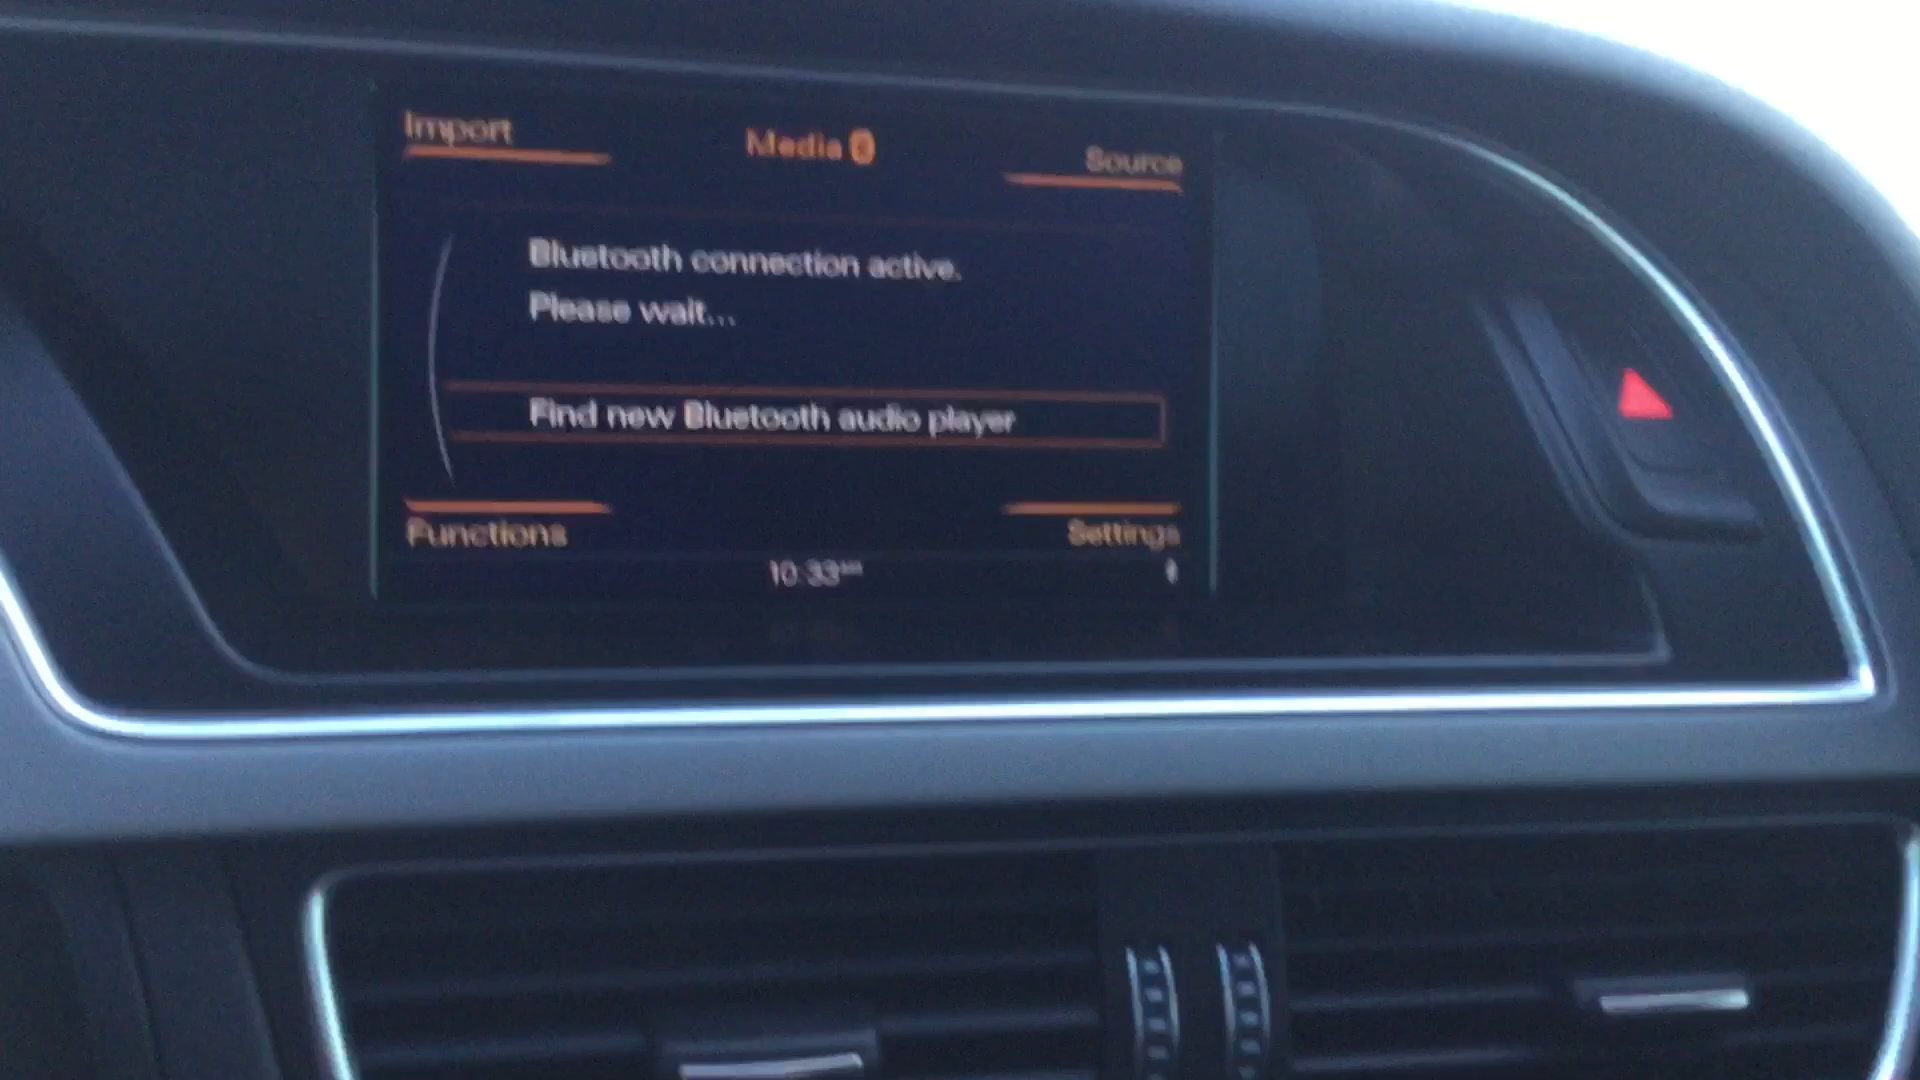 Import
Media
Source
Bluetooth connection active.
Please wait...
Find new Bluetooth audio player
Functions
Settings
10:33